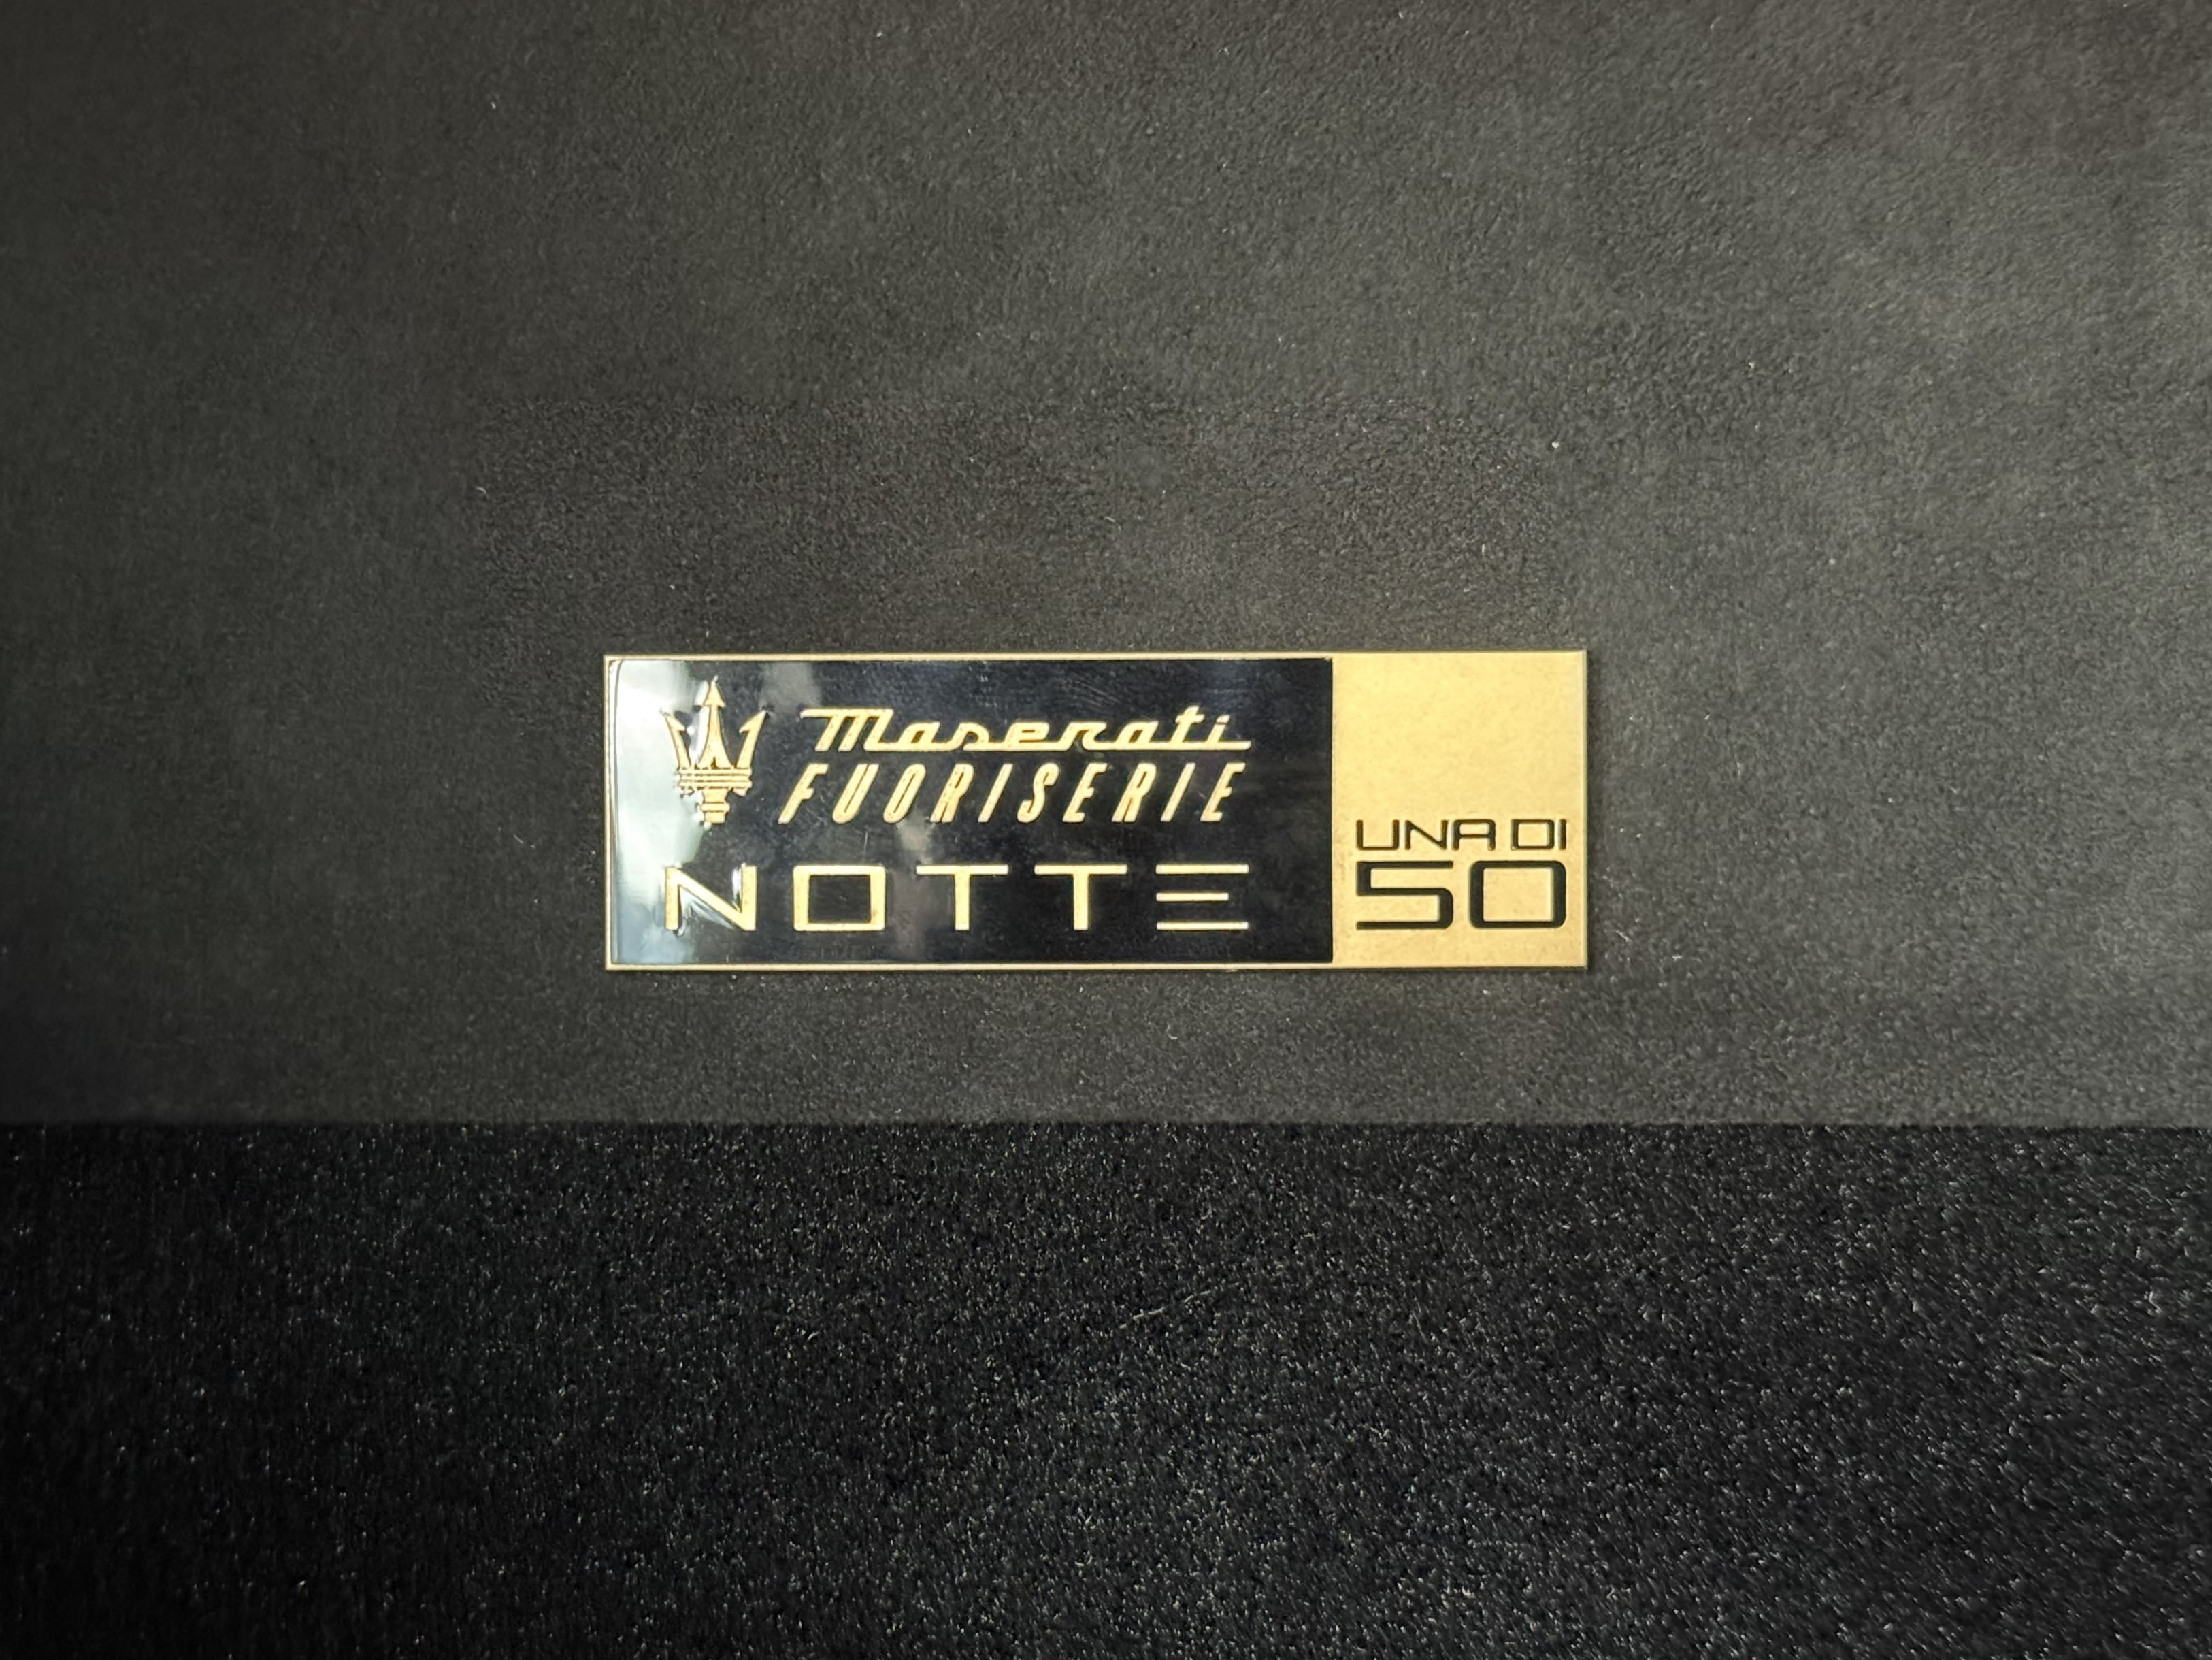 Maserati
FUORISERIE
NOTTE
UNA DI
50